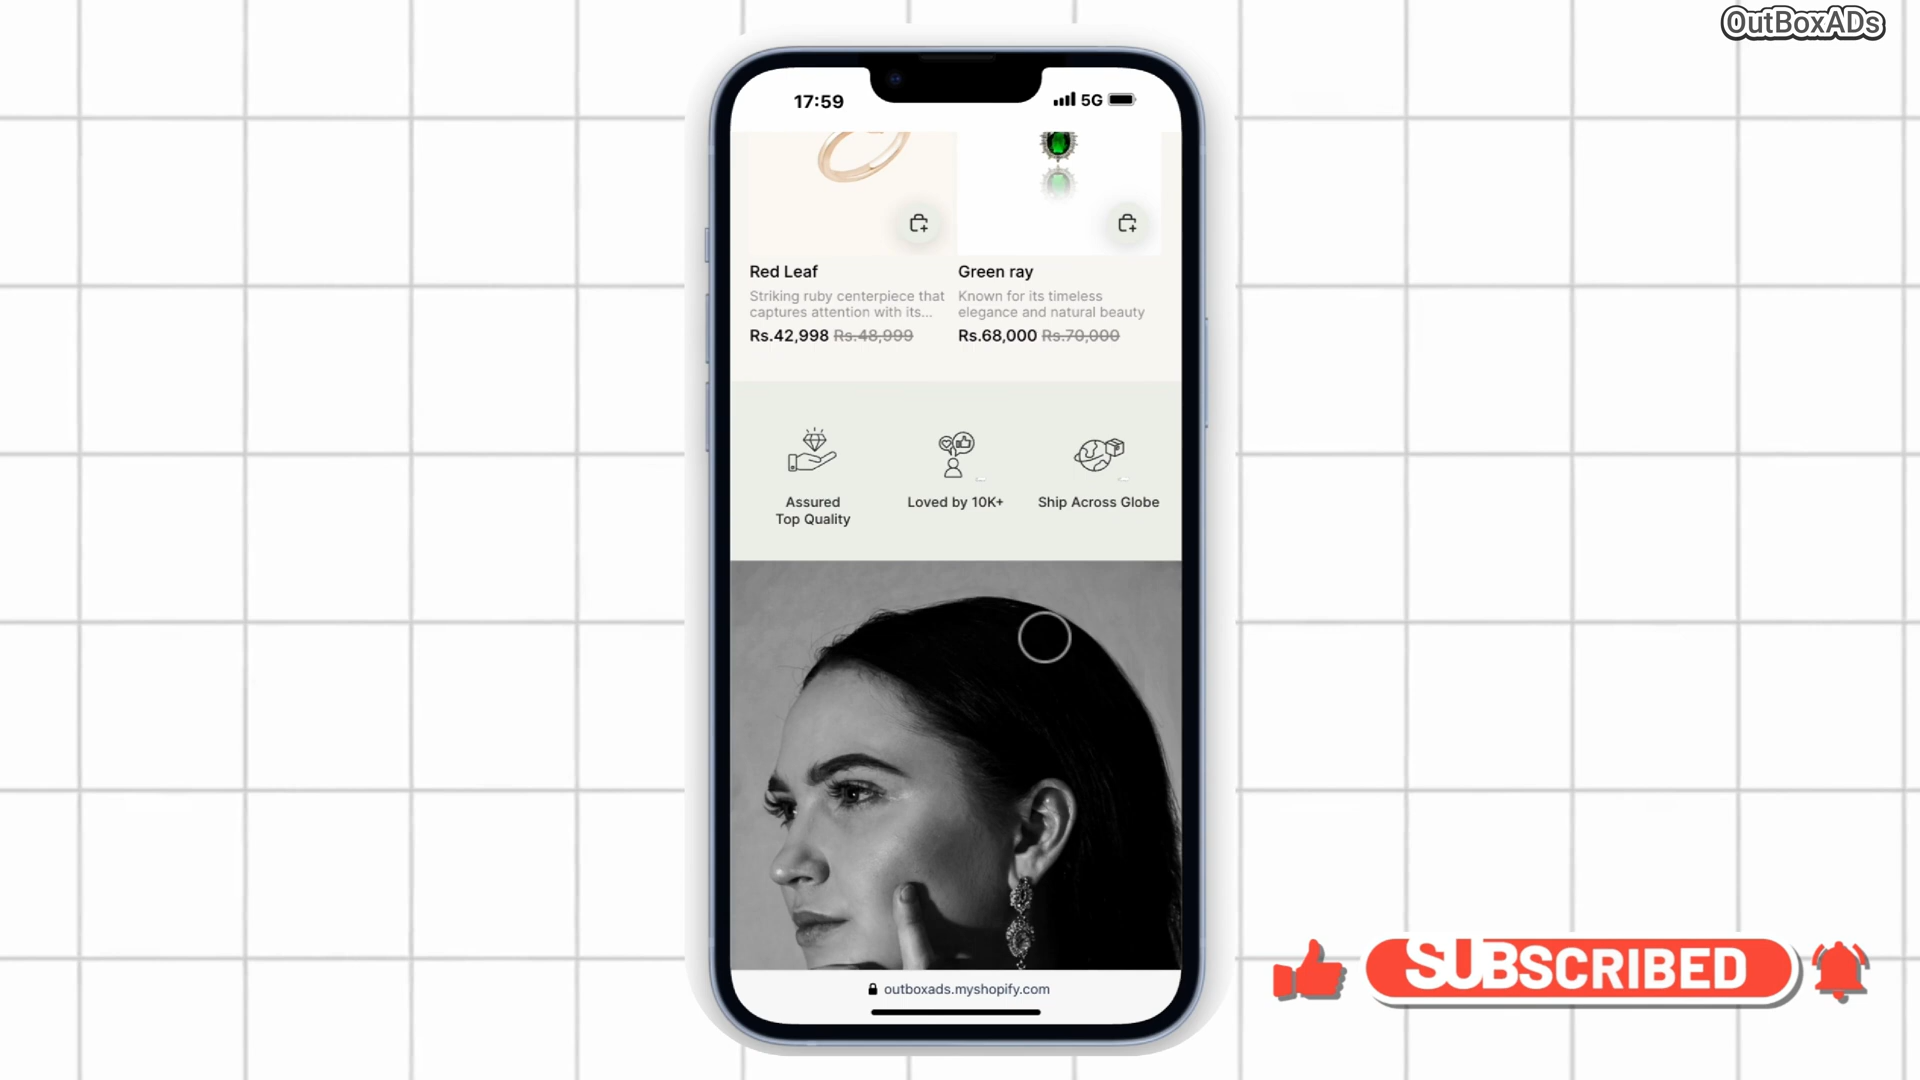 OutBoxADs
17:59
5G
Red Leaf
Striking ruby centerpiece that
captures attention with its...
Rs.42,998 Rs.48,999
Green ray
Known for its timeless
elegance and natural beauty
Rs.68,000 Rs.70,000
Assured
Top Quality
Loved by 10K+
Ship Across Globe
outboxads.myshopify.com
SUBSCRIBED